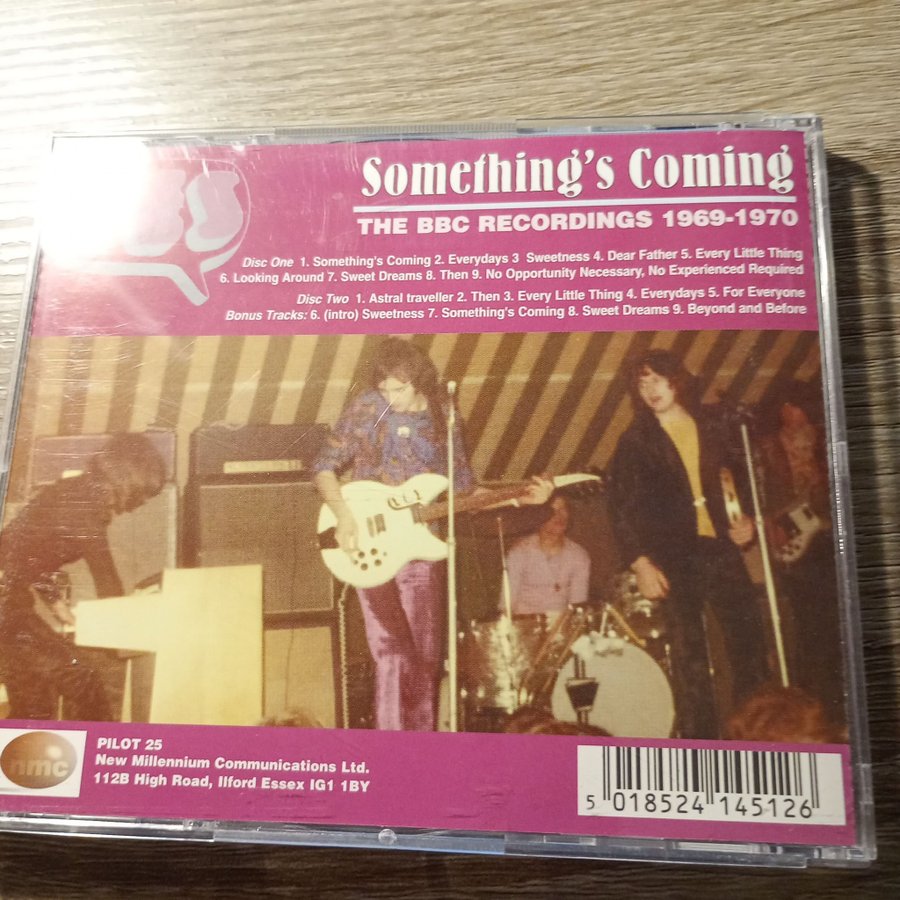 Something's Coming
THE BBC RECORDINGS 1969-1970
Disc One 1. Something's Coming 2. Everydays 3 Sweetness 4. Dear Father 5. Every Little Thing
6. Looking Around 7. Sweet Dreams 8. Then 9. No Opportunity Necessary, No Experienced Required
Disc Two 1. Astral traveller 2. Then 3. Every Little Thing 4. Everydays 5. For Everyone
Bonus Tracks: 6. (intro) Sweetness 7. Something's Coming 8. Sweet Dreams 9. Beyond and Before
nmc
PILOT 25
New Millennium Communications Ltd.
112B High Road, Ilford Essex IG1 1BY
5 018524 145126